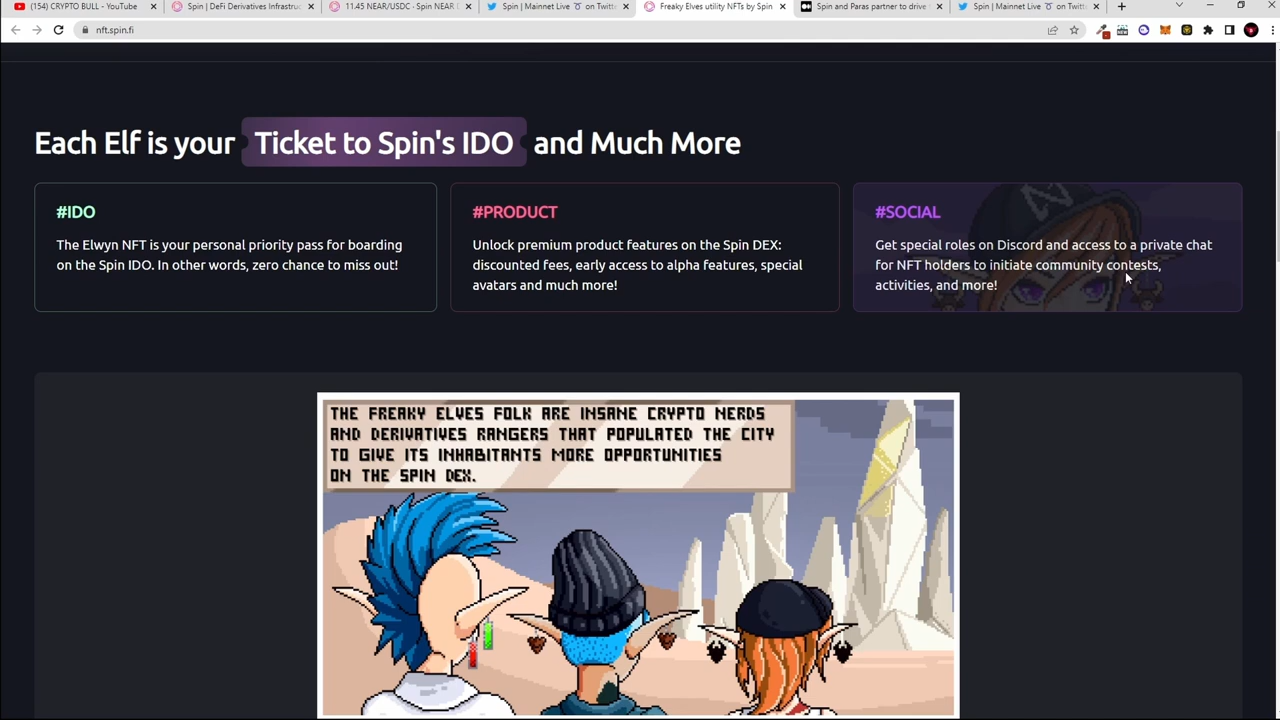 (154) CRYPTO BULL - YouTube
Spin | DeFi Derivatives Infrastruc
11.45 NEAR/USDC - Spin NEAR D
Spin | Mainnet Live on Twitt
Freaky Elves utility NFTs by Spin
Spin and Paras partner to drive
Spin | Mainnet Live on Twitt
nft.spin.fi
Each Elf is your Ticket to Spin's IDO and Much More
#IDO
The Elwyn NFT is your personal priority pass for boarding
on the Spin IDO. In other words, zero chance to miss out!
#PRODUCT
Unlock premium product features on the Spin DEX:
discounted fees, early access to alpha features, special
avatars and much more!
#SOCIAL
Get special roles on Discord and access to a private chat
for NFT holders to initiate community contests,
activities, and more!
THE FREAKY ELVES FOLK ARE INSANE CRYPTO NERDS
AND DERIVATIVES RANGERS THAT POPULATED THE CITY
TO GIVE ITS INHABITANTS MORE OPPORTUNITIES
ON THE SPIN DEX.